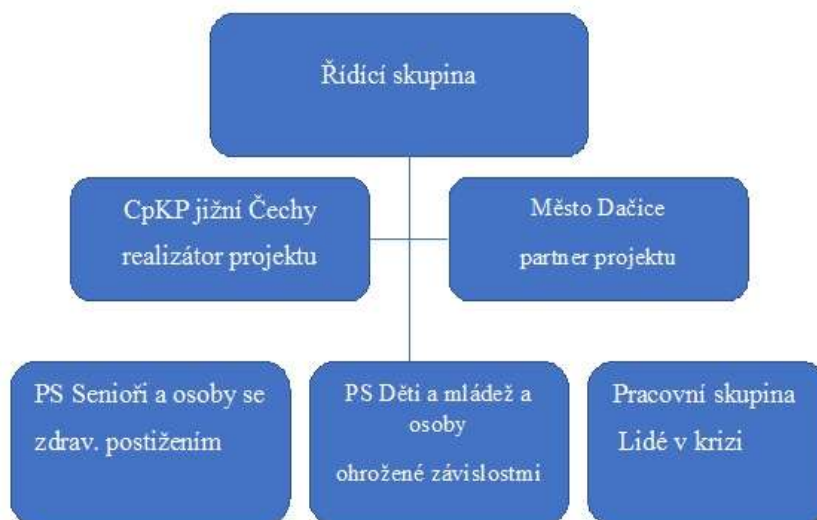 Řídící skupina
CpKP jižní Čechy
realizátor projektu
Město Dačice
partner projektu
PS Senioři a osoby se
zdrav. postižením
PS Děti a mládež a
osoby
ohrožené závislostmi
Pracovní skupina
Lidé v krizi